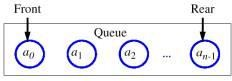 Front Rear
Queue
a0 a1 a2 ... an-1